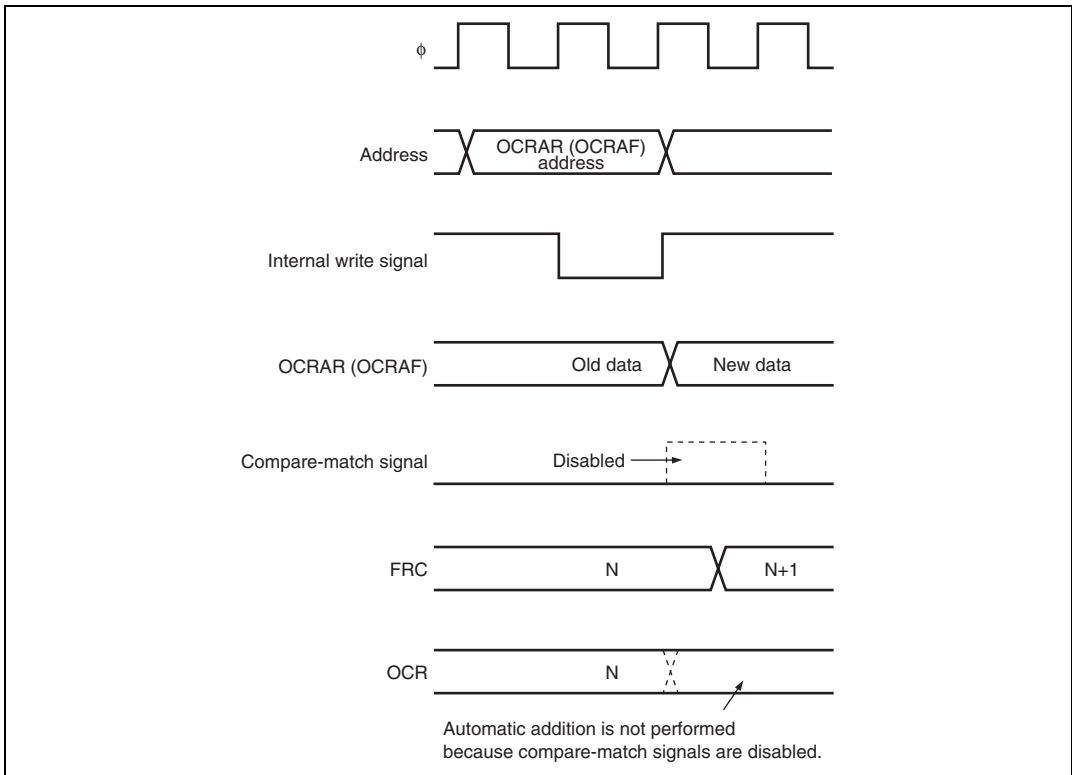 ϕ
Address
OCRAR (OCRAF)
address
Internal write signal
OCRAR (OCRAF)
Old data
New data
Compare-match signal
Disabled
FRC
N
N+1
OCR
N
Automatic addition is not performed
because compare-match signals are disabled.